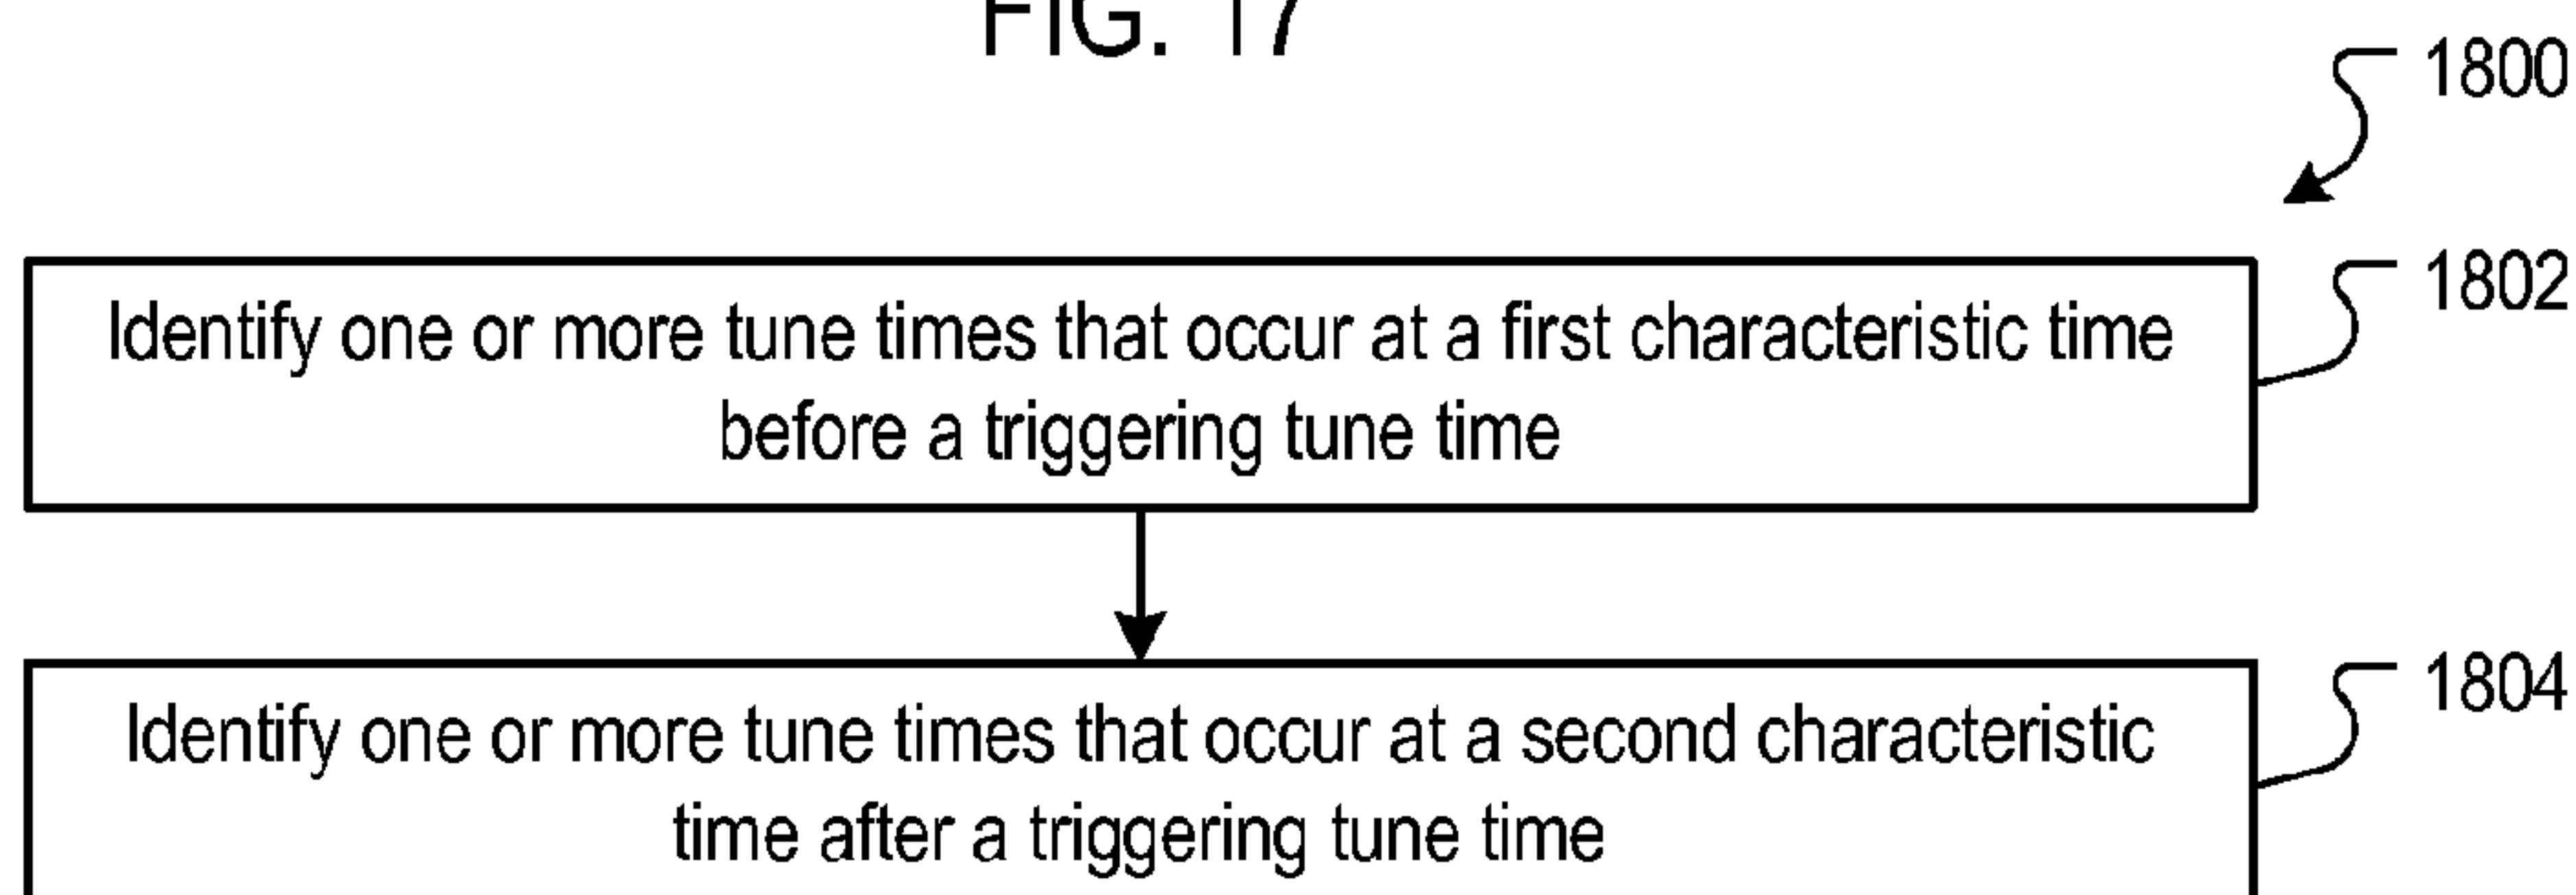 FIG. 17
1800
1802
Identify one or more tune times that occur at a first characteristic time
before a triggering tune time
1804
Identify one or more tune times that occur at a second characteristic
time after a triggering tune time